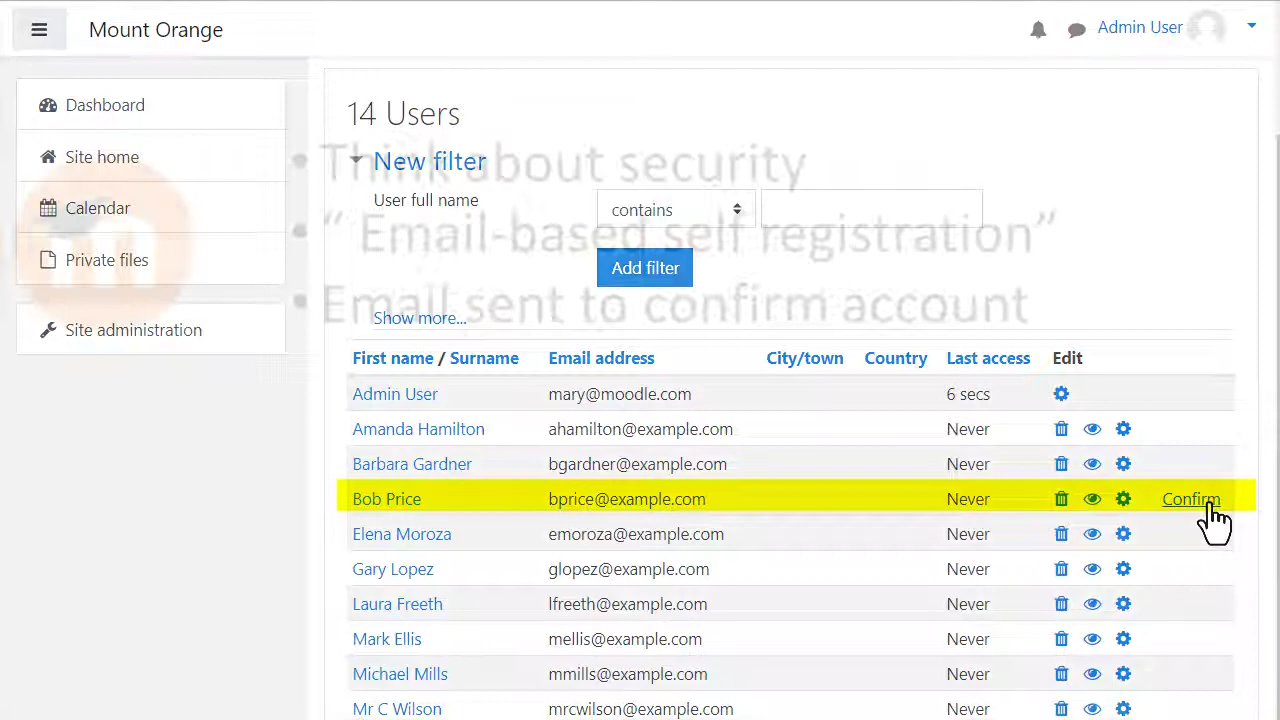 Mount Orange
Admin User
Dashboard
Site home
Calendar
Private files
Site administration
14 Users
New filter
• Think about security
User full name
contains
• “ Email-based self registration”
Add filter
• Email sent to confirm account
Show more...
First name / Surname Email address City/town Country Last access Edit
Admin User mary@moodle.com 6 secs
Amanda Hamilton ahamilton@example.com Never
Barbara Gardner bgardner@example.com Never
Bob Price bprice@example.com Never Confirm
Elena Moroza emoroza@example.com Never
Gary Lopez glopez@example.com Never
Laura Freeth lfreeth@example.com Never
Mark Ellis mellis@example.com Never
Michael Mills mmills@example.com Never
Mr C Wilson mrcwilson@example.com Never